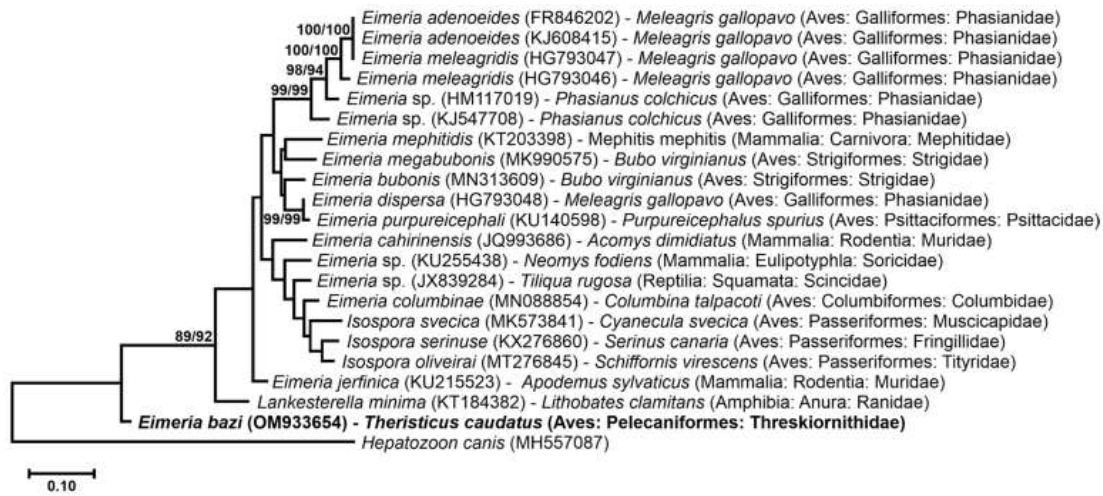 Eimeria adenoeides (FR846202) - Meleagris gallopavo (Aves: Galliformes: Phasianidae)
100/100
Eimeria adenoeides (KJ608415) - Meleagris gallopavo (Aves: Galliformes: Phasianidae)
100/100
Eimeria meleagridis (HG793047) - Meleagris gallopavo (Aves: Galliformes: Phasianidae)
98/94
Eimeria meleagridis (HG793046) - Meleagris gallopavo (Aves: Galliformes: Phasianidae)
99/99
Eimeria sp. (HM117019) - Phasianus colchicus (Aves: Galliformes: Phasianidae)
Eimeria sp. (KJ547708) - Phasianus colchicus (Aves: Galliformes: Phasianidae)
Eimeria mephitidis (KT203398) - Mephitis mephitis (Mammalia: Carnivora: Mephitidae)
Eimeria megabubonis (MK990575) - Bubo virginianus (Aves: Strigiformes: Strigidae)
Eimeria bubonis (MN313609) - Bubo virginianus (Aves: Strigiformes: Strigidae)
Eimeria dispersa (HG793048) - Meleagris gallopavo (Aves: Galliformes: Phasianidae)
99/99
Eimeria purpureicephali (KU140598) - Purpureicephalus spurius (Aves: Psittaciformes: Psittacidae)
Eimeria cahirinensis (JQ993686) - Acomys dimidiatus (Mammalia: Rodentia: Muridae)
Eimeria sp. (KU255438) - Neomys fodiens (Mammalia: Eulipotyphla: Soricidae)
Eimeria sp. (JX839284) - Tiliqua rugosa (Reptilia: Squamata: Scincidae)
Eimeria columbinae (MN088854) - Columbina talpacoti (Aves: Columbiformes: Columbidae)
Isospora svecica (MK573841) - Cyanecula svecica (Aves: Passeriformes: Muscicapidae)
89/92
Isospora serinuse (KX276860) - Serinus canaria (Aves: Passeriformes: Fringillidae)
Isospora oliveirai (MT276845) - Schiffornis virescens (Aves: Passeriformes: Tityridae)
Eimeria jerfinica (KU215523) - Apodemus sylvaticus (Mammalia: Rodentia: Muridae)
Lankesterella minima (KT184382) - Lithobates clamitans (Amphibia: Anura: Ranidae)
Eimeria bazi (OM933654) - Theristicus caudatus (Aves: Pelecaniformes: Threskiornithidae)
Hepatozoon canis (MH557087)
0.10